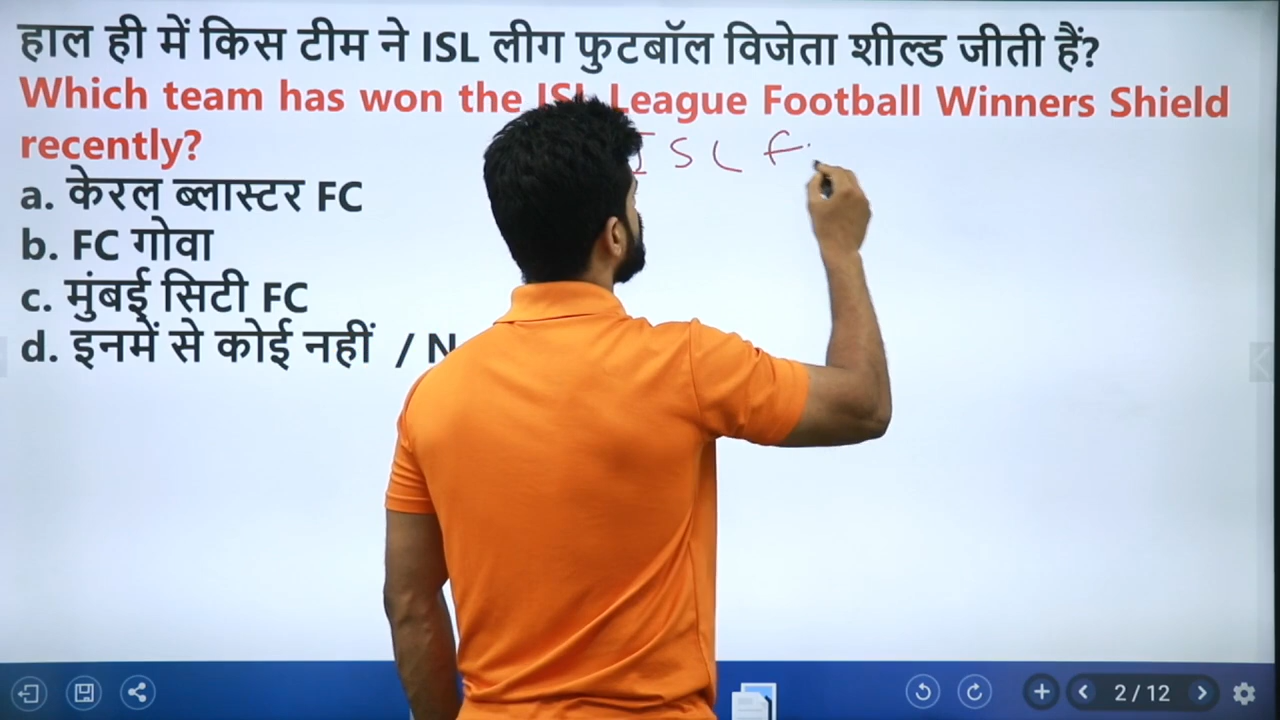 हाल ही में किस टीम ने ISL लीग फुटबॉल विजेता शील्ड जीती हैं?
Which team has won the ISL League Football Winners Shield
recently?
ISL F
a. केरल ब्लास्टर FC
b. FC गोवा
c. मुंबई सिटी FC
d. इनमें से कोई नहीं / N
2 / 12